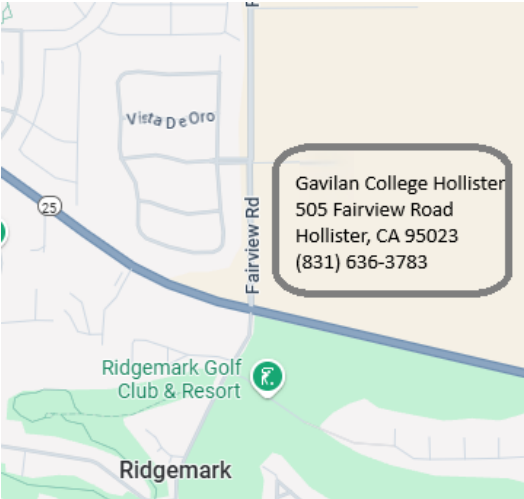 Vista De Oro
25
Fairview Rd
Gavilan College Hollister
505 Fairview Road
Hollister, CA 95023
(831) 636-3783
Ridgemark Golf
Club & Resort
Ridgemark